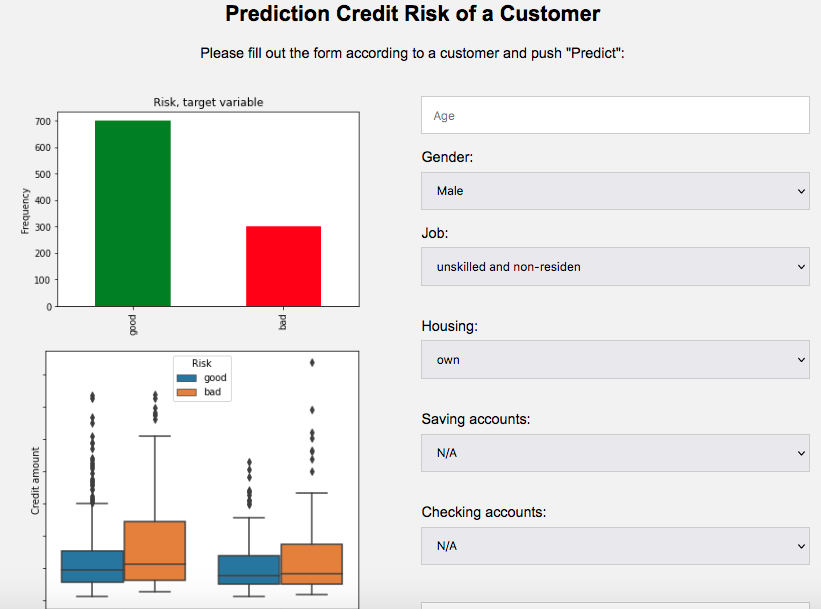 Prediction Credit Risk of a Customer
Please fill out the form according to a customer and push "Predict":
Risk, target variable
700
600
500
400
300
200
100
0
Frequency
good
bad
Risk
good
bad
Credit amount
Age
Gender:
Male
Job:
unskilled and non-residen
Housing:
own
Saving accounts:
N/A
Checking accounts:
N/A